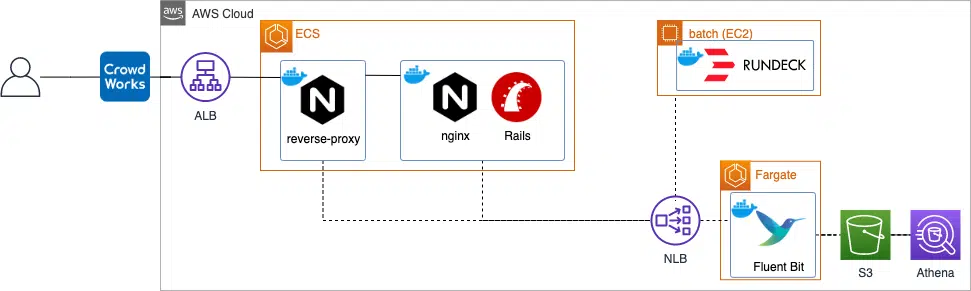 aws
AWS Cloud
ECS
batch (EC2)
RUNDECK
Crowd
Works
ALB
N
reverse-proxy
N
nginx
Rails
Fargate
NLB
Fluent Bit
S3
Athena